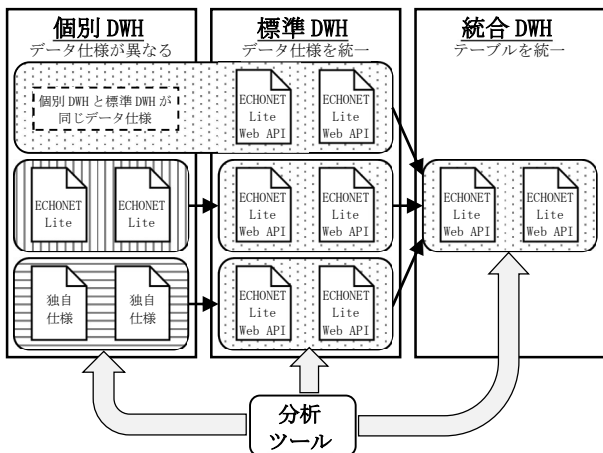 個別 DWH
データ仕様が異なる
標準 DWH
データ仕様を統一
統合 DWH
テーブルを統一
個別 DWH と標準 DWH が
同じデータ仕様
ECHONET
Lite
Web API
ECHONET
Lite
Web API
ECHONET
Lite
ECHONET
Lite
ECHONET
Lite
Web API
ECHONET
Lite
Web API
ECHONET
Lite
Web API
ECHONET
Lite
Web API
独自
仕様
独自
仕様
ECHONET
Lite
Web API
ECHONET
Lite
Web API
分析
ツール